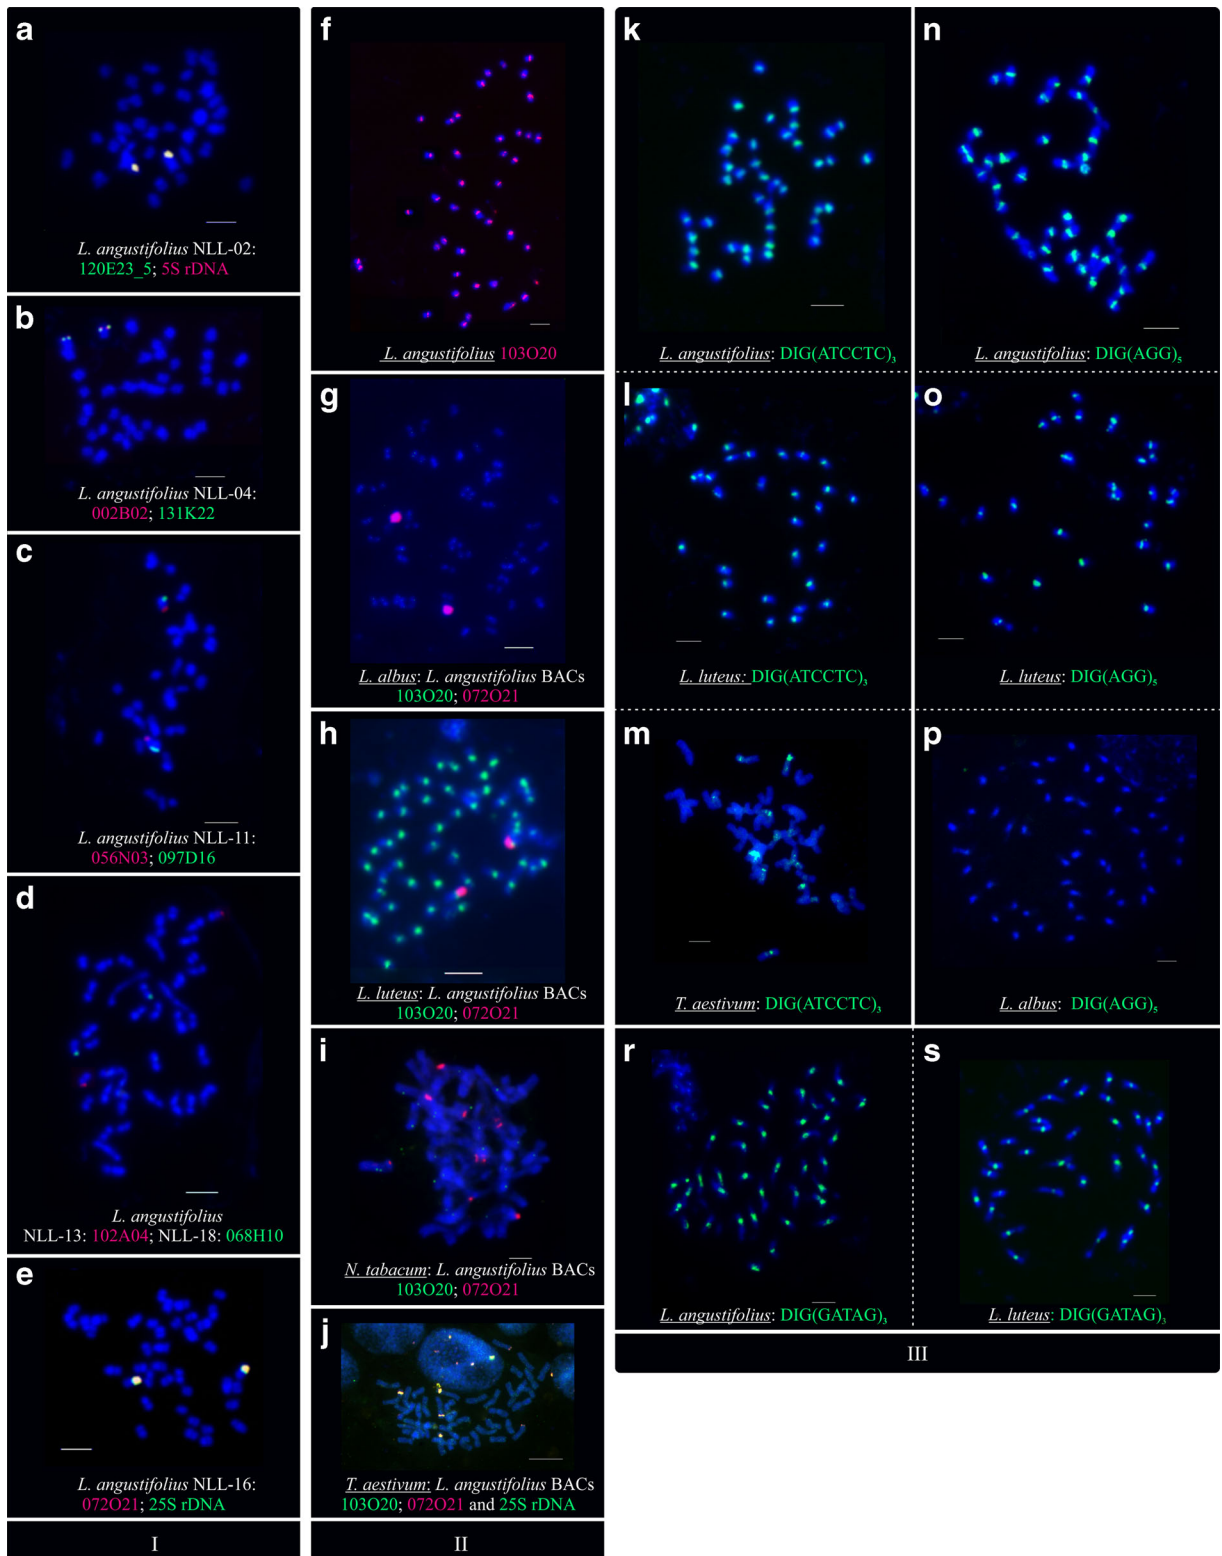 a
L. angustifolius NLL-02:
120E23_5; 5S rDNA
b
L. angustifolius NLL-04:
002B02; 131K22
c
L. angustifolius NLL-11:
056N03; 097D16
d
L. angustifolius
NLL-13: 102A04; NLL-18: 068H10
e
L. angustifolius NLL-16:
072O21; 25S rDNA
I
f
L. angustifolius 103O20
g
L. albus: L. angustifolius BACs
103O20; 072O21
h
L. luteus: L. angustifolius BACs
103O20; 072O21
i
N. tabacum: L. angustifolius BACs
103O20; 072O21
j
T. aestivum: L. angustifolius BACs
103O20; 072O21 and 25S rDNA
II
k
L. angustifolius: DIG(ATCCTC)₃
n
L. angustifolius: DIG(AGG)₅
l
L. luteus: DIG(ATCCTC)₃
o
L. luteus: DIG(AGG)₅
m
T. aestivum: DIG(ATCCTC)₃
p
L. albus: DIG(AGG)₅
r
L. angustifolius: DIG(GATAG)₃
s
L. luteus: DIG(GATAG)₃
III